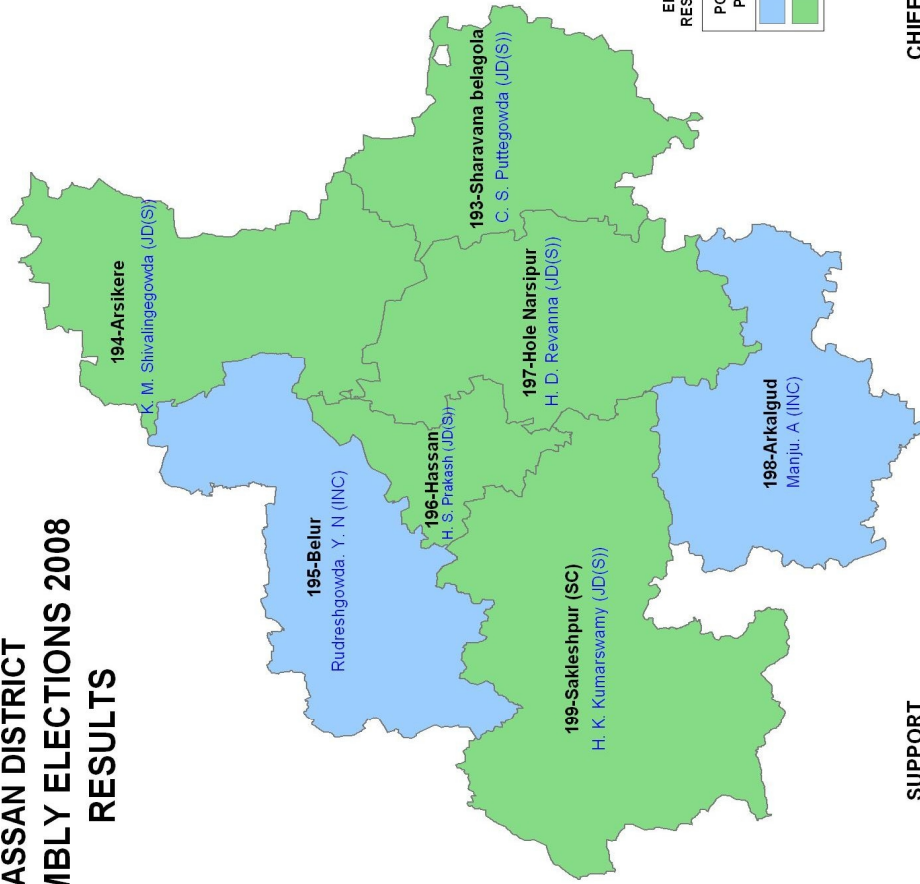 ASSAN DISTRICT
MBLY ELECTIONS 2008
RESULTS
194-Arsikere
K. M. Shivalingegowda (JD(S))
195-Belur
Rudreshgowda. Y. N (INC)
196-Hassan
H. S. Prakash (JD(S))
193-Sharavana belagola
C. S. Puttegowda (JD(S))
197-Hole Narsipur
H. D. Revanna (JD(S))
199-Sakleshpur (SC)
H. K. Kumarswamy (JD(S))
198-Arkalgud
Manju. A (INC)
RES
PO
P
SUPPORT
CHIEF